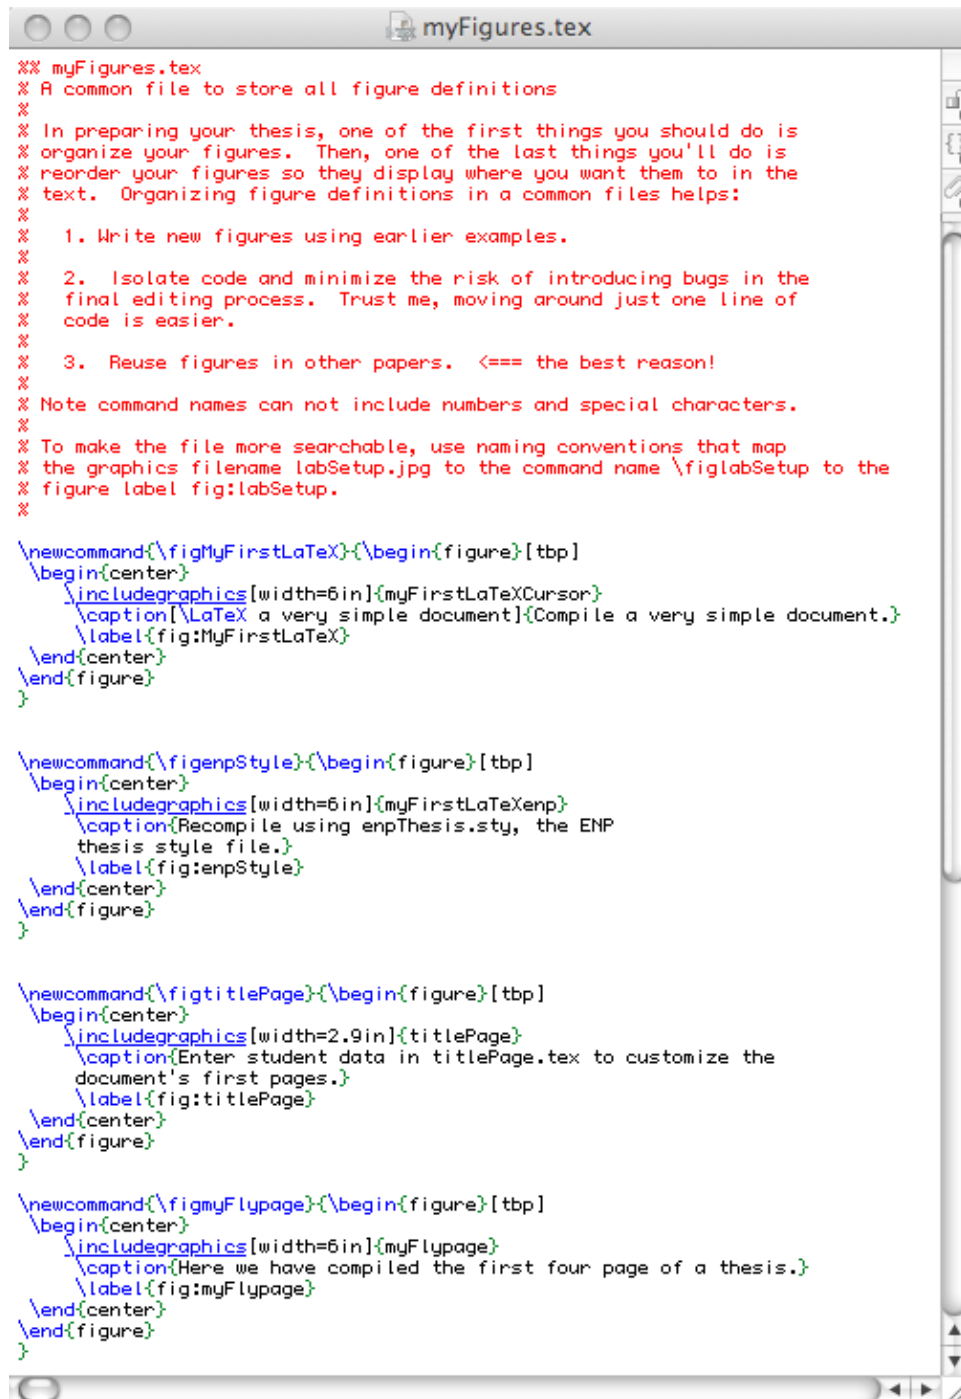 myFigures.tex
%% myFigures.tex
% A common file to store all figure definitions
%
% In preparing your thesis, one of the first things you should do is
% organize your figures.  Then, one of the last things you'll do is
% reorder your figures so they display where you want them to in the
% text.  Organizing figure definitions in a common files helps:
%
%   1. Write new figures using earlier examples.
%
%   2.  Isolate code and minimize the risk of introducing bugs in the
%   final editing process.  Trust me, moving around just one line of
%   code is easier.
%
%   3.  Reuse figures in other papers.  <=== the best reason!
%
% Note command names can not include numbers and special characters.
%
% To make the file more searchable, use naming conventions that map
% the graphics filename labSetup.jpg to the command name \figlabSetup to the
% figure label fig:labSetup.
%
\newcommand{\figMyFirstLaTeX}{\begin{figure}[tbp]
 \begin{center}
    \includegraphics[width=6in]{myFirstLaTeXCursor}
     \caption[\LaTeX a very simple document]{Compile a very simple document.}
     \label{fig:MyFirstLaTeX}
 \end{center}
\end{figure}
}
\newcommand{\figenpStyle}{\begin{figure}[tbp]
 \begin{center}
    \includegraphics[width=6in]{myFirstLaTeXenp}
     \caption{Recompile using enpThesis.sty, the ENP
     thesis style file.}
     \label{fig:enpStyle}
 \end{center}
\end{figure}
}
\newcommand{\figtitlePage}{\begin{figure}[tbp]
 \begin{center}
    \includegraphics[width=2.9in]{titlePage}
     \caption{Enter student data in titlePage.tex to customize the
     document's first pages.}
     \label{fig:titlePage}
 \end{center}
\end{figure}
}
\newcommand{\figmyFlypage}{\begin{figure}[tbp]
 \begin{center}
    \includegraphics[width=6in]{myFlypage}
     \caption{Here we have compiled the first four page of a thesis.}
     \label{fig:myFlypage}
 \end{center}
\end{figure}
}